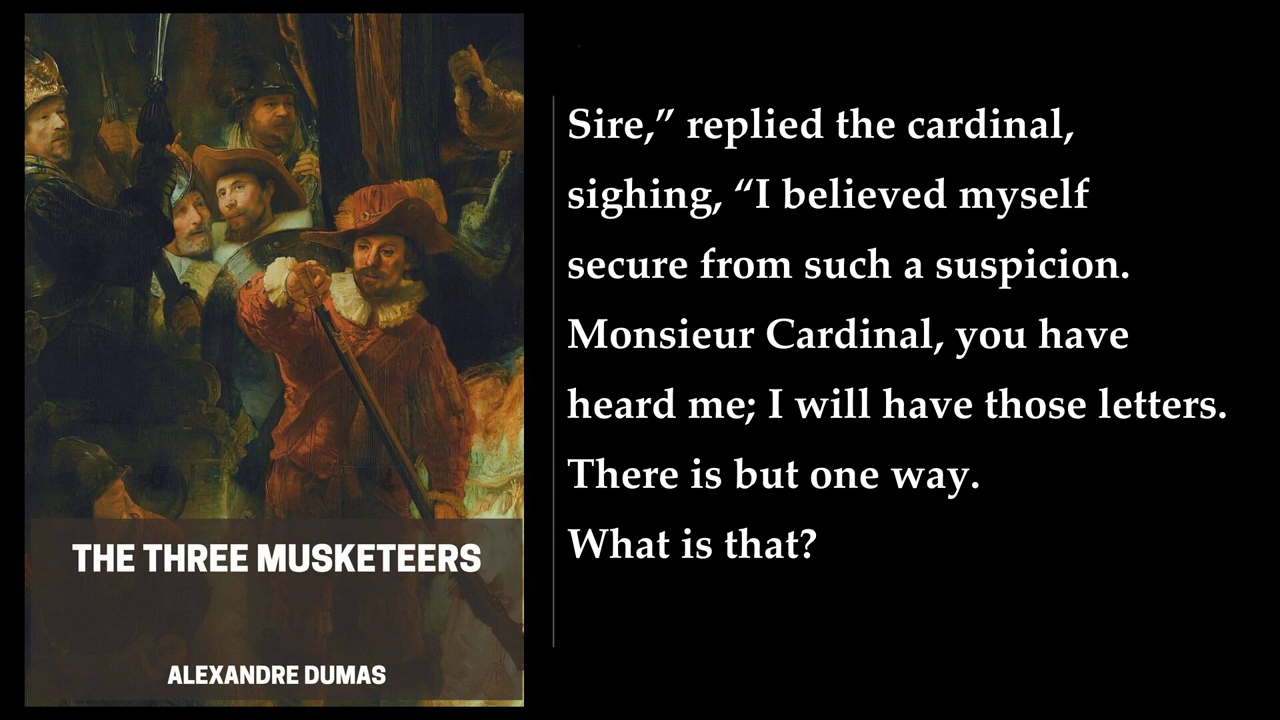 THE THREE MUSKETEERS
ALEXANDRE DUMAS
Sire,” replied the cardinal,
sighing, “I believed myself
secure from such a suspicion.
Monsieur Cardinal, you have
heard me; I will have those letters.
There is but one way.
What is that?